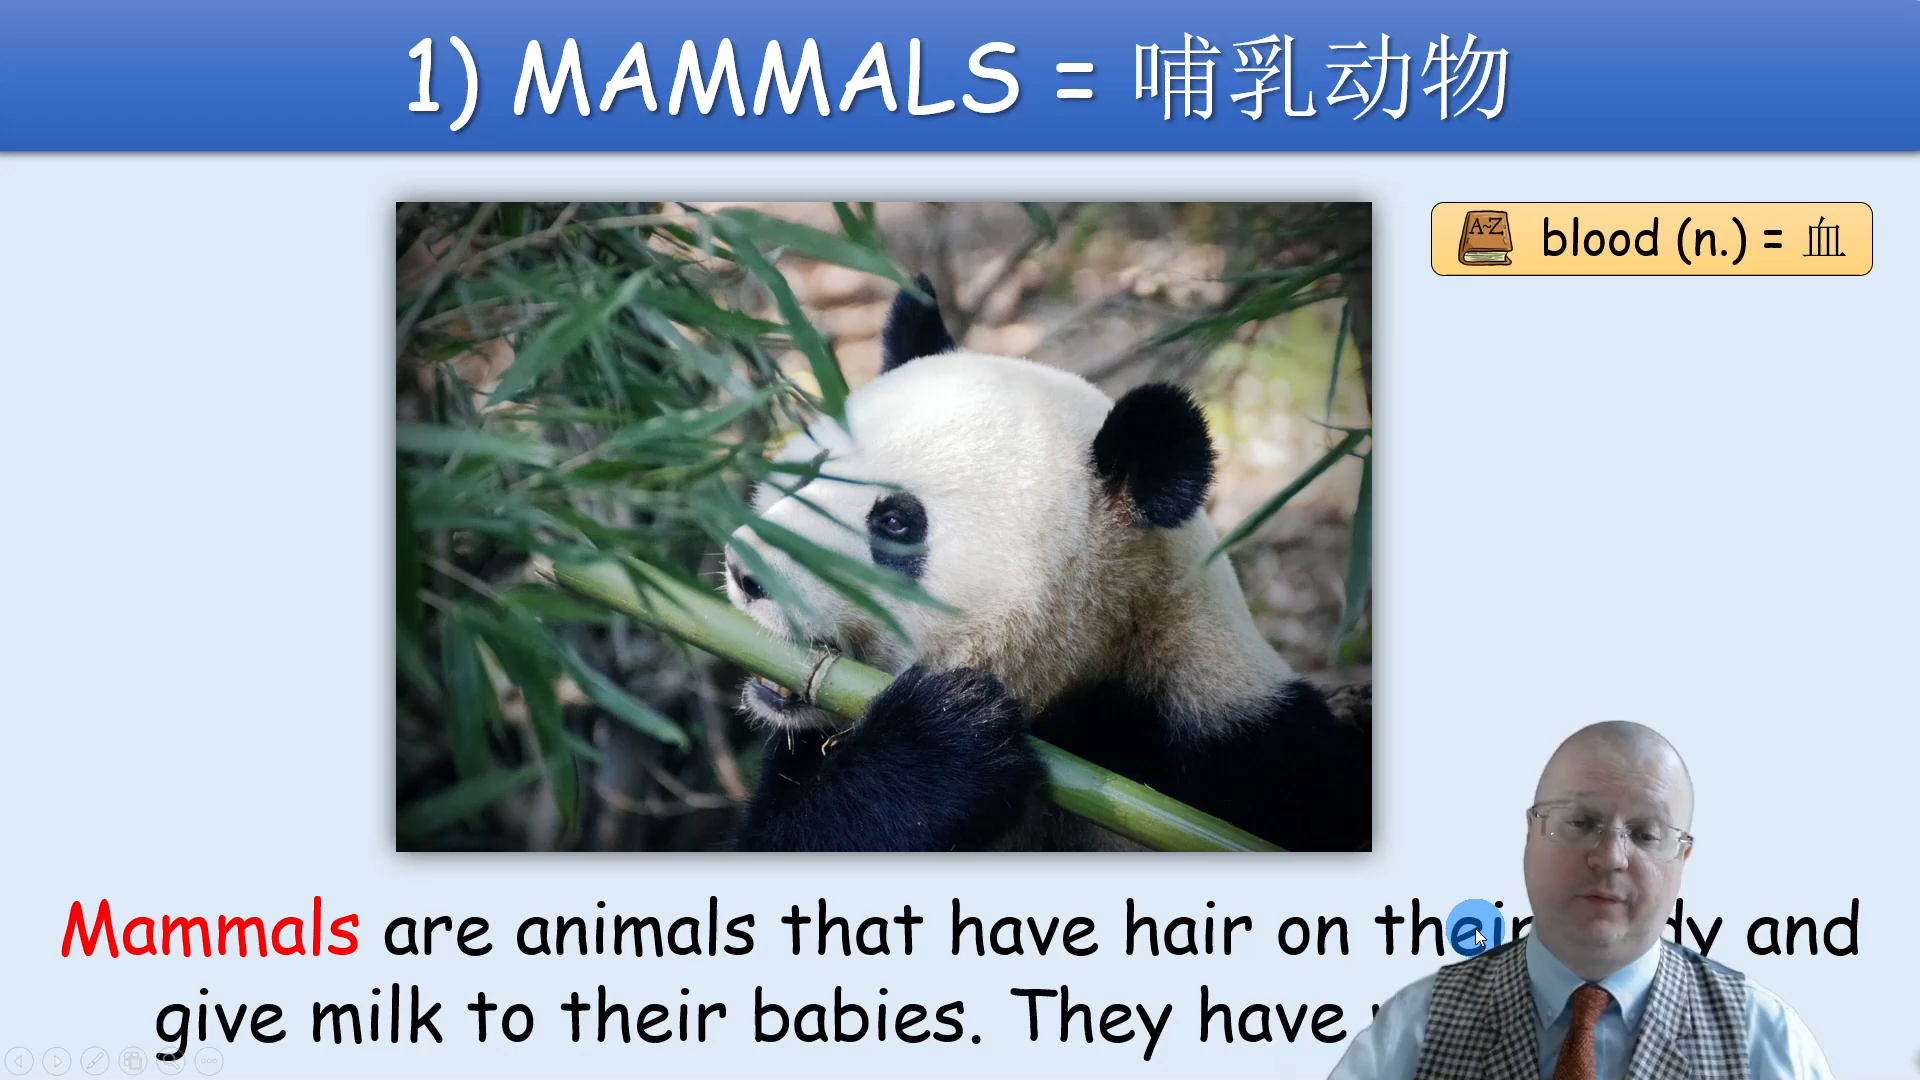 1) MAMMALS = 哺乳动物
A-Z
blood (n.) = 血
Mammals are animals that have hair on their and
give milk to their babies. They have